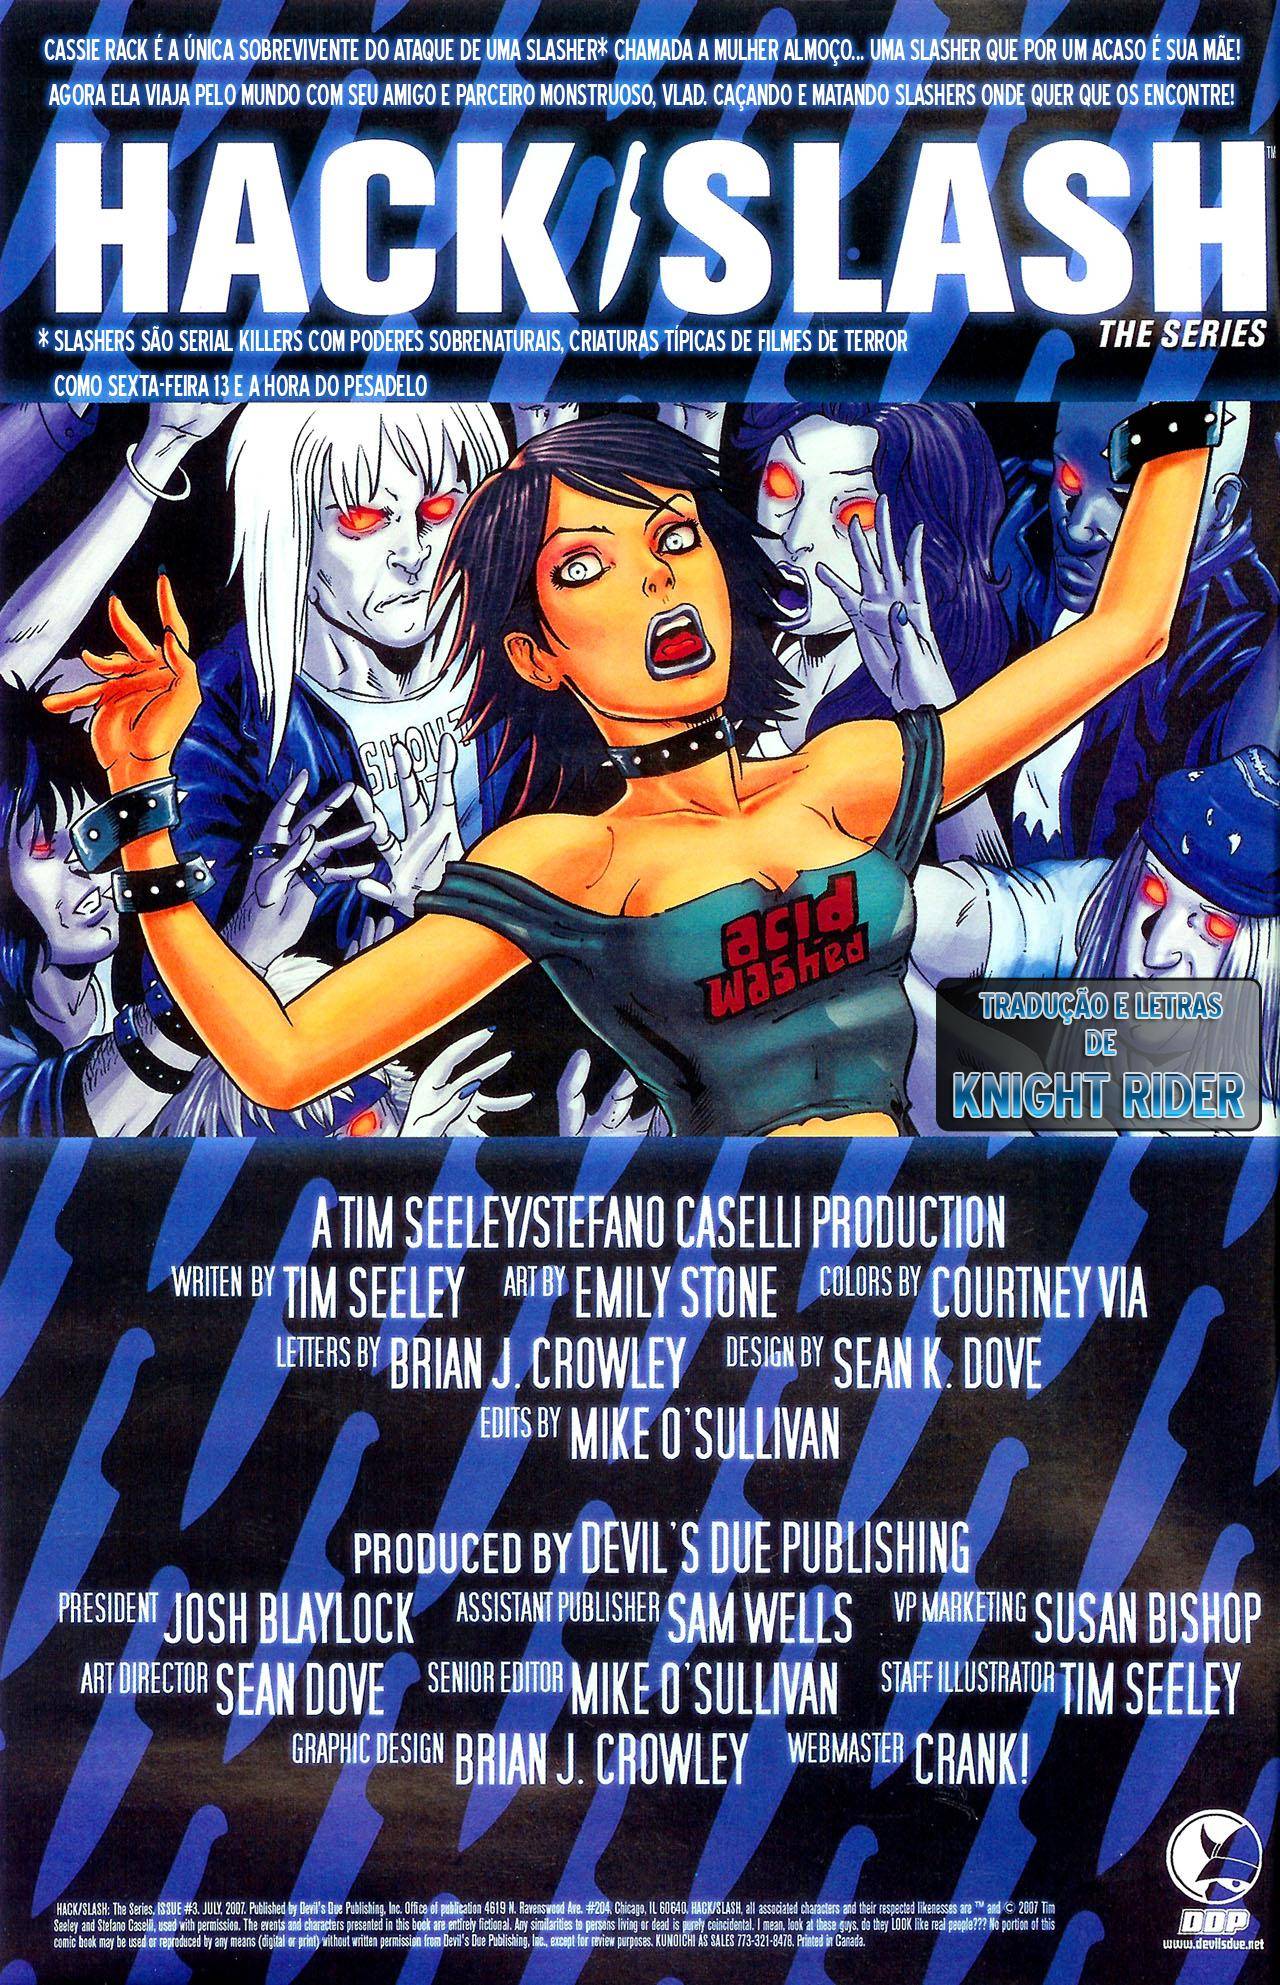 CASSIE RACK É A ÚNICA SOBREVIVENTE DO ATAQUE DE UMA SLASHER* CHAMADA A MULHER ALMOÇO... UMA SLASHER QUE POR UM ACASO É SUA MÃE!
AGORA ELA VIAJA PELO MUNDO COM SEU AMIGO E PARCEIRO MONSTRUOSO, VLAD. CAÇANDO E MATANDO SLASHERS ONDE QUER QUE OS ENCONTRE!
HACK/SLASH™
THE SERIES
* SLASHERS SÃO SERIAL KILLERS COM PODERES SOBRENATURAIS, CRIATURAS TÍPICAS DE FILMES DE TERROR
COMO SEXTA-FEIRA 13 E A HORA DO PESADELO
acid
washed
TRADUÇÃO E LETRAS
DE
KNIGHT RIDER
A TIM SEELEY/STEFANO CASELLI PRODUCTION
WRITEN BY TIM SEELEY ART BY EMILY STONE COLORS BY COURTNEY VIA
LETTERS BY BRIAN J. CROWLEY DESIGN BY SEAN K. DOVE
EDITS BY MIKE O'SULLIVAN
PRODUCED BY DEVIL'S DUE PUBLISHING
PRESIDENT JOSH BLAYLOCK ASSISTANT PUBLISHER SAM WELLS VP MARKETING SUSAN BISHOP
ART DIRECTOR SEAN DOVE SENIOR EDITOR MIKE O'SULLIVAN STAFF ILLUSTRATOR TIM SEELEY
GRAPHIC DESIGN BRIAN J. CROWLEY WEBMASTER CRANK!
HACK/SLASH: The Series, ISSUE #3. JULY, 2007. Published by Devil's Due Publishing, Inc. Office of publication 4619 N. Ravenswood Ave. #204, Chicago, IL 60640. HACK/SLASH, all associated characters and their respected likenesses are ™ and © 2007 Tim
Seeley and Stefano Caselli, used with permission. The events and characters presented in this book are entirely fictional. Any similarities to persons living or dead is purely coincidental. I mean, look at these guys, do they LOOK like real people??? No portion of this
comic book may be used or reproduced by any means (digital or print) without written permission from Devil's Due Publishing, Inc., except for review purposes. KUNOICHI AS SALES 773-321-8478. Printed in Canada.
DDP
www.devilsdue.net